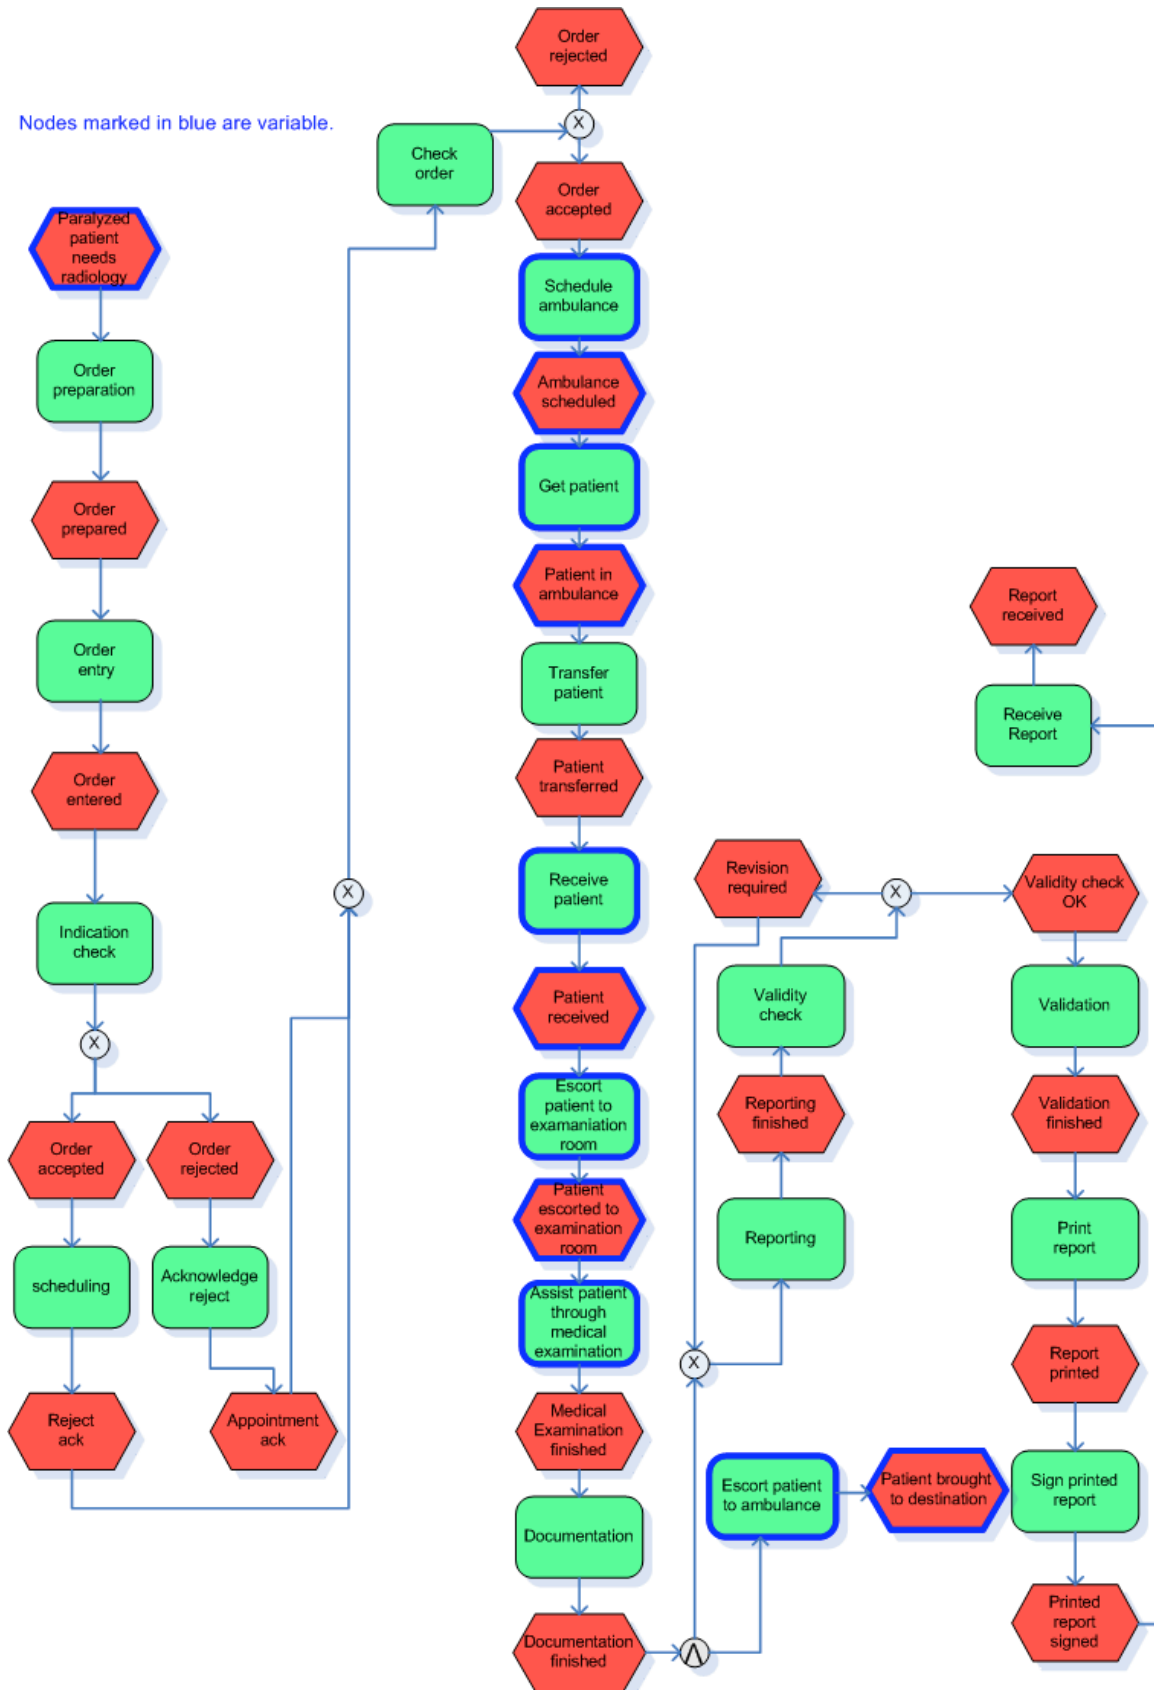 Nodes marked in blue are variable.
Paralyzed
patient
needs
radiology
Order
preparation
Order
prepared
Order
entry
Order
entered
Indication
check
X
Order
accepted
Order
rejected
scheduling
Acknowledge
reject
Reject
ack
Appointment
ack
X
Check
order
X
Order
rejected
Order
accepted
Schedule
ambulance
Ambulance
scheduled
Get patient
Patient in
ambulance
Transfer
patient
Patient
transferred
Receive
patient
Patient
received
Escort
patient to
examaniation
room
Patient
escorted to
examination
room
Assist patient
through
medical
examination
Medical
Examination
finished
Documentation
Documentation
finished
Λ
Escort patient
to ambulance
Patient brought
to destination
X
Reporting
Reporting
finished
Validity
check
X
Revision
required
Validity check
OK
Validation
Validation
finished
Print
report
Report
printed
Sign printed
report
Printed
report
signed
Receive
Report
Report
received